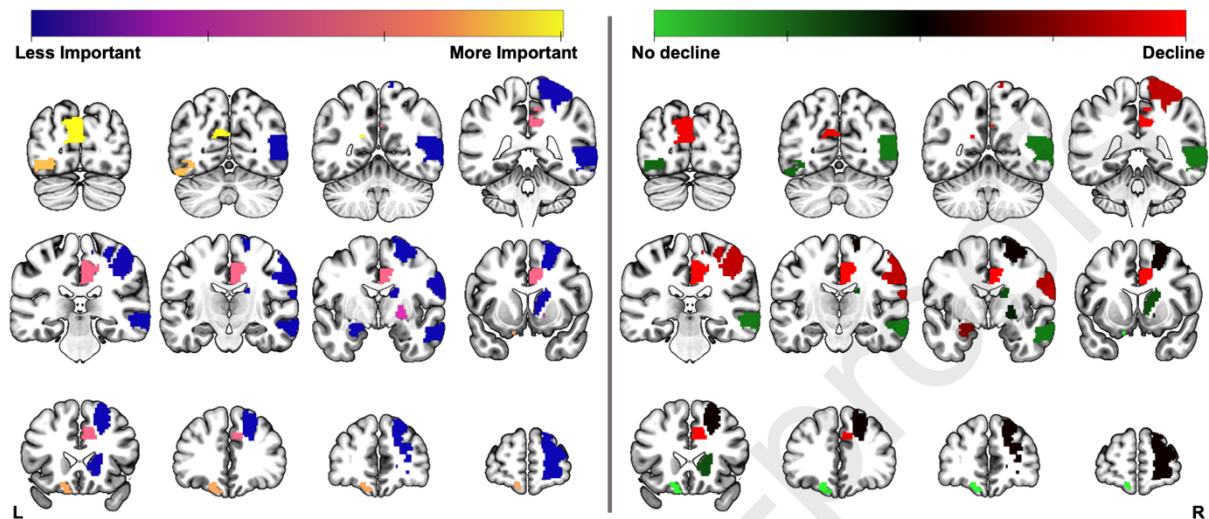 Less Important
More Important
No decline
Decline
L
R